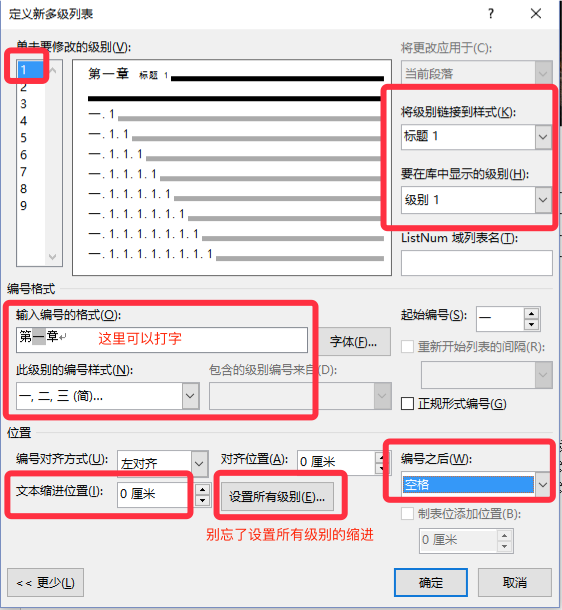 定义新多级列表
? ×
单击要修改的级别(V):
1
2
3
4
5
6
7
8
9
第一章 标题 1
一.1
一.1.1
一.1.1.1
一.1.1.1.1
一.1.1.1.1.1
一.1.1.1.1.1.1
一.1.1.1.1.1.1.1
一.1.1.1.1.1.1.1.1
将更改应用于(C):
当前段落
将级别链接到样式(K):
标题 1
要在库中显示的级别(H):
级别 1
ListNum 域列表名(T):
编号格式
输入编号的格式(O):
第一章 这里可以打字
字体(F)...
此级别的编号样式(N):
包含的级别编号来自(D):
一, 二, 三 (简)...
起始编号(S):
一
重新开始列表的间隔(R):
正规形式编号(G)
位置
编号对齐方式(U): 左对齐
对齐位置(A): 0 厘米
文本缩进位置(I): 0 厘米
设置所有级别(E)...
别忘了设置所有级别的缩进
编号之后(W):
空格
制表位添加位置(B):
0 厘米
<< 更少(L)
确定
取消